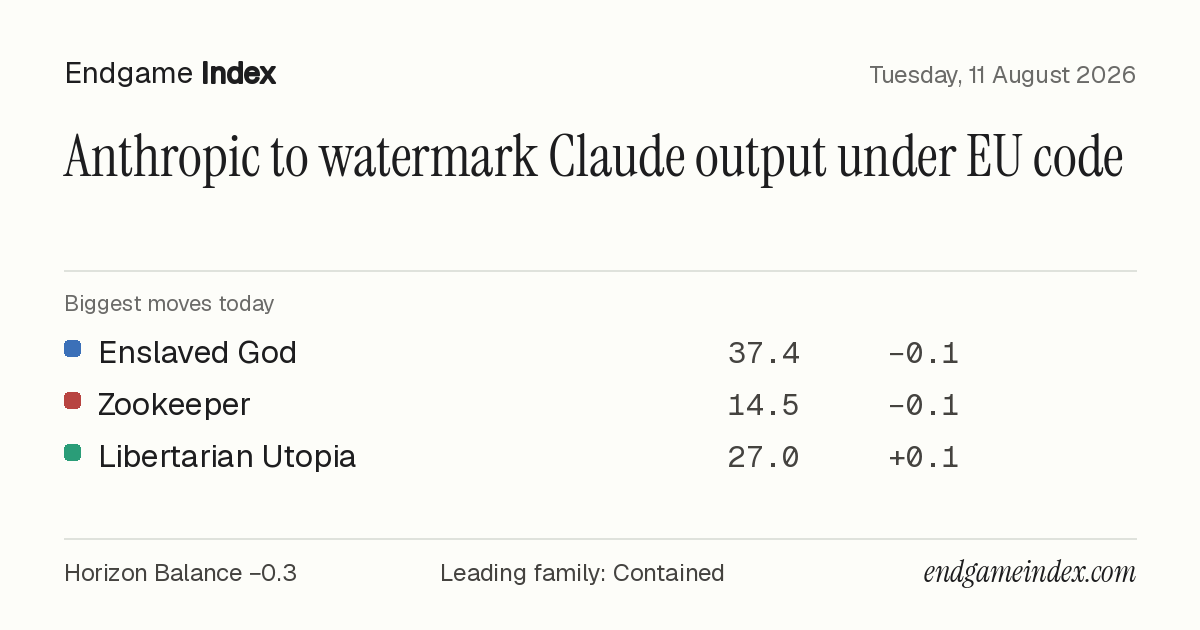 Endgame Index
Tuesday, 11 August 2026
Anthropic to watermark Claude output under EU code
Biggest moves today
Enslaved God 37.4 −0.1
Zookeeper 14.5 −0.1
Libertarian Utopia 27.0 +0.1
Horizon Balance −0.3
Leading family: Contained
endgameindex.com